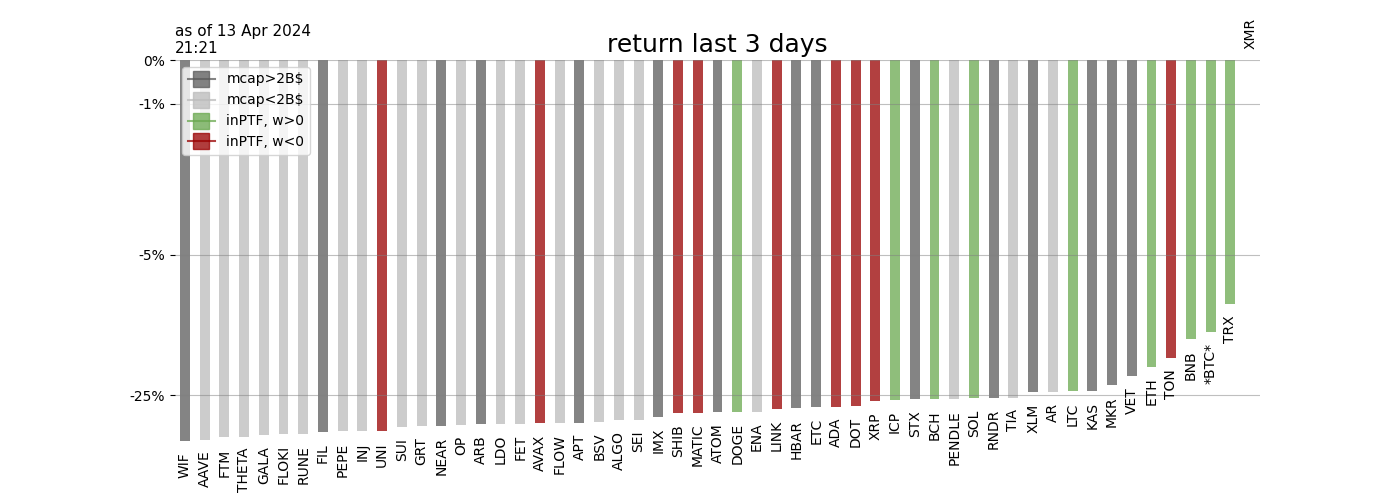 as of 13 Apr 2024
21:21
return last 3 days
XMR
0%
-1%
-5%
-25%
mcap>2B$
mcap<2B$
inPTF, w>0
inPTF, w<0
WIF
AAVE
FTM
THETA
GALA
FLOKI
RUNE
FIL
PEPE
INJ
UNI
SUI
GRT
NEAR
OP
ARB
LDO
FET
AVAX
FLOW
APT
BSV
ALGO
SEI
IMX
SHIB
MATIC
ATOM
DOGE
ENA
LINK
HBAR
ETC
ADA
DOT
XRP
ICP
STX
BCH
PENDLE
SOL
RNDR
TIA
XLM
AR
LTC
KAS
MKR
VET
ETH
TON
BNB
*BTC*
TRX